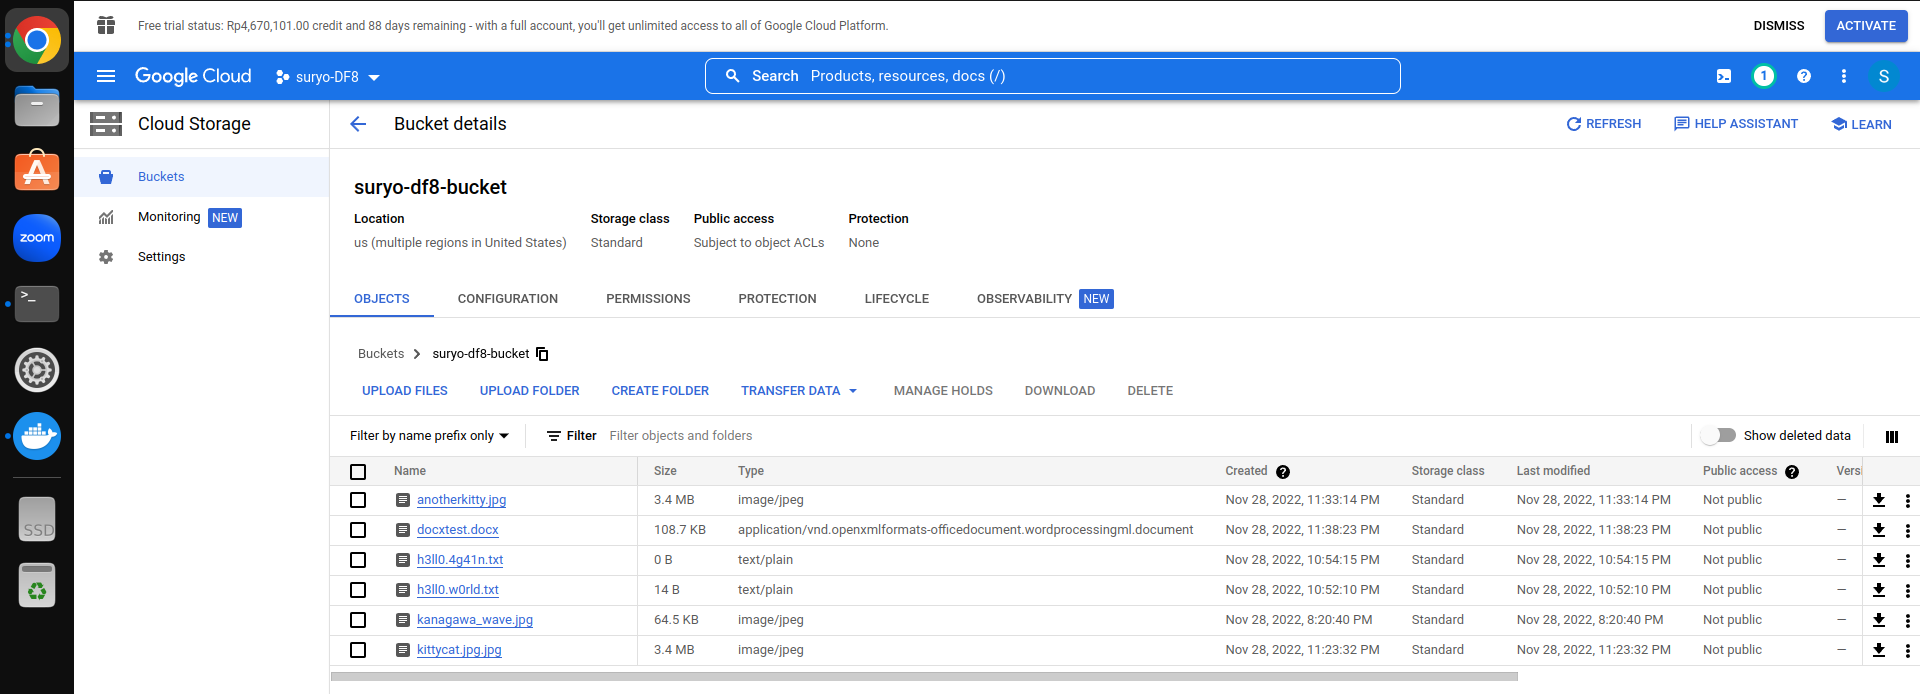 Free trial status: Rp4,670,101.00 credit and 88 days remaining - with a full account, you'll get unlimited access to all of Google Cloud Platform. DISMISS ACTIVATE
Google Cloud suryo-DF8 Search Products, resources, docs (/) 1 ? S
Cloud Storage Bucket details REFRESH HELP ASSISTANT LEARN
Buckets
Monitoring NEW
Settings
zoom
>_
SSD
suryo-df8-bucket
Location Storage class Public access Protection
us (multiple regions in United States) Standard Subject to object ACLs None
OBJECTS CONFIGURATION PERMISSIONS PROTECTION LIFECYCLE OBSERVABILITY NEW
Buckets > suryo-df8-bucket
UPLOAD FILES UPLOAD FOLDER CREATE FOLDER TRANSFER DATA MANAGE HOLDS DOWNLOAD DELETE
Filter by name prefix only Filter Filter objects and folders Show deleted data
Name Size Type Created ? Storage class Last modified Public access ? Versi
anotherkitty.jpg 3.4 MB image/jpeg Nov 28, 2022, 11:33:14 PM Standard Nov 28, 2022, 11:33:14 PM Not public —
docxtest.docx 108.7 KB application/vnd.openxmlformats-officedocument.wordprocessingml.document Nov 28, 2022, 11:38:23 PM Standard Nov 28, 2022, 11:38:23 PM Not public —
h3ll0.4g41n.txt 0 B text/plain Nov 28, 2022, 10:54:15 PM Standard Nov 28, 2022, 10:54:15 PM Not public —
h3ll0.w0rld.txt 14 B text/plain Nov 28, 2022, 10:52:10 PM Standard Nov 28, 2022, 10:52:10 PM Not public —
kanagawa_wave.jpg 64.5 KB image/jpeg Nov 28, 2022, 8:20:40 PM Standard Nov 28, 2022, 8:20:40 PM Not public —
kittycat.jpg.jpg 3.4 MB image/jpeg Nov 28, 2022, 11:23:32 PM Standard Nov 28, 2022, 11:23:32 PM Not public —